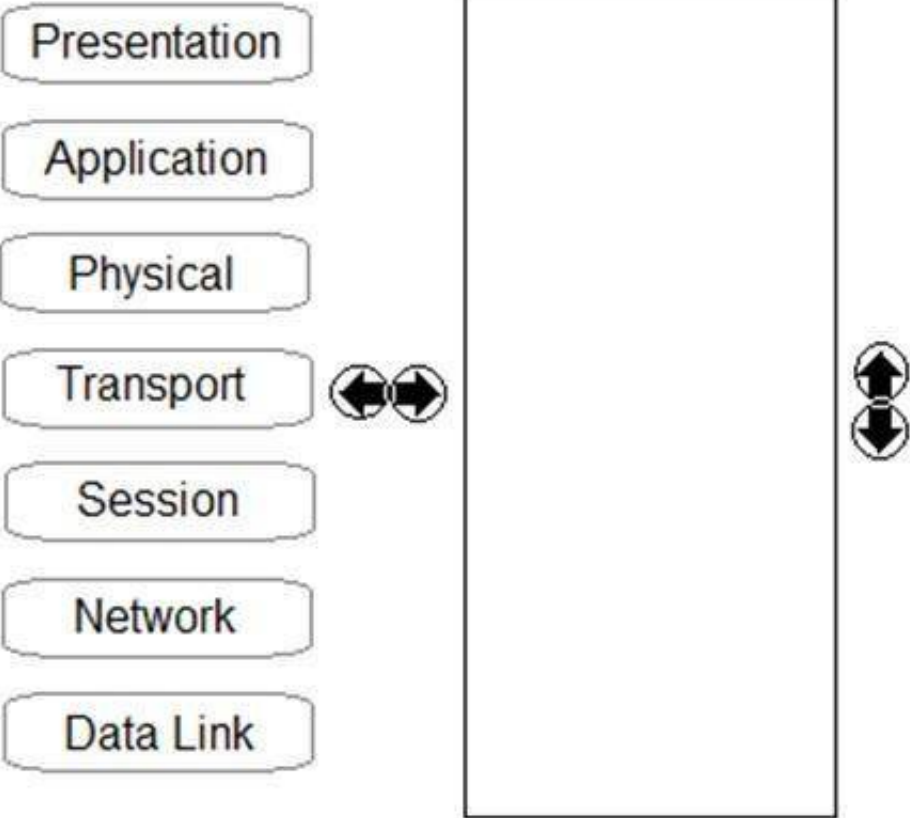 Presentation
Application
Physical
Transport
Session
Network
Data Link